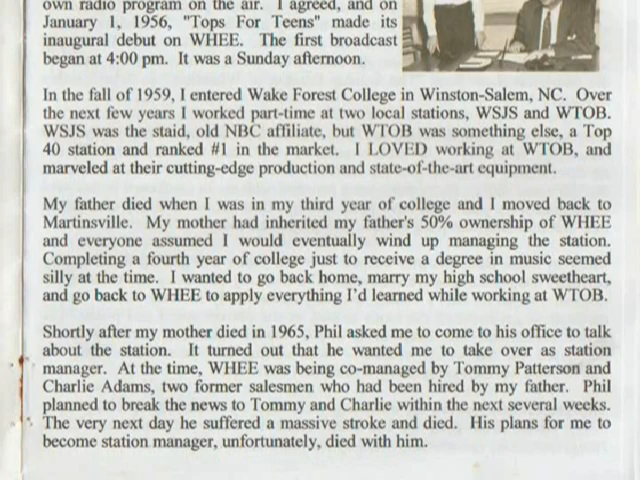 own radio program on the air. I agreed, and on
January 1, 1956, "Tops For Teens" made its
inaugural debut on WHEE. The first broadcast
began at 4:00 pm. It was a Sunday afternoon.
In the fall of 1959, I entered Wake Forest College in Winston-Salem, NC. Over
the next few years I worked part-time at two local stations, WSJS and WTOB.
WSJS was the staid, old NBC affiliate, but WTOB was something else, a Top
40 station and ranked #1 in the market. I LOVED working at WTOB, and
marveled at their cutting-edge production and state-of-the-art equipment.
My father died when I was in my third year of college and I moved back to
Martinsville. My mother had inherited my father's 50% ownership of WHEE
and everyone assumed I would eventually wind up managing the station.
Completing a fourth year of college just to receive a degree in music seemed
silly at the time. I wanted to go back home, marry my high school sweetheart,
and go back to WHEE to apply everything I'd learned while working at WTOB.
Shortly after my mother died in 1965, Phil asked me to come to his office to talk
about the station. It turned out that he wanted me to take over as station
manager. At the time, WHEE was being co-managed by Tommy Patterson and
Charlie Adams, two former salesmen who had been hired by my father. Phil
planned to break the news to Tommy and Charlie within the next several weeks.
The very next day he suffered a massive stroke and died. His plans for me to
become station manager, unfortunately, died with him.